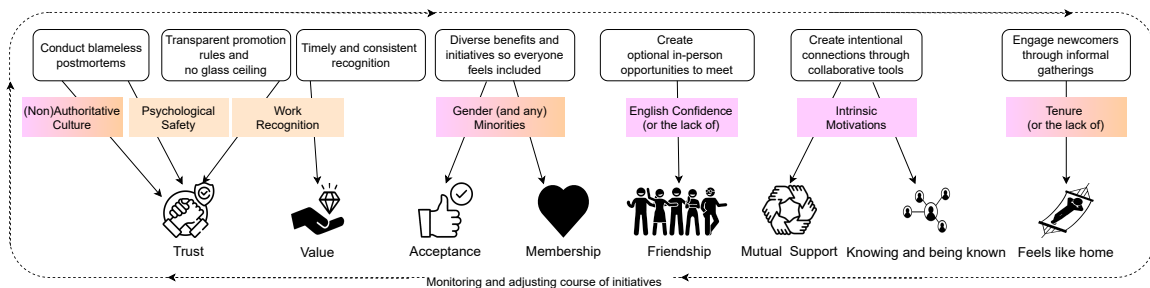 Conduct blameless
postmortems
Transparent promotion
rules and
no glass ceiling
Timely and consistent
recognition
Diverse benefits and
initiatives so everyone
feels included
Create
optional in-person
opportunities to meet
Create intentional
connections through
collaborative tools
Engage newcomers
through informal
gatherings
(Non)Authoritative
Culture
Psychological
Safety
Work
Recognition
Gender (and any)
Minorities
English Confidence
(or the lack of)
Intrinsic
Motivations
Tenure
(or the lack of)
Trust
Value
Acceptance
Membership
Friendship
Mutual Support
Knowing and being known
Feels like home
Monitoring and adjusting course of initiatives